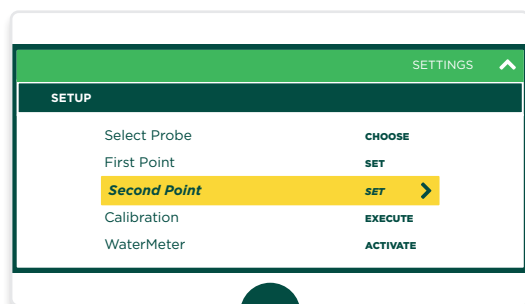 SETTINGS
SETUP
Select Probe CHOOSE
First Point SET
Second Point SET
Calibration EXECUTE
WaterMeter ACTIVATE